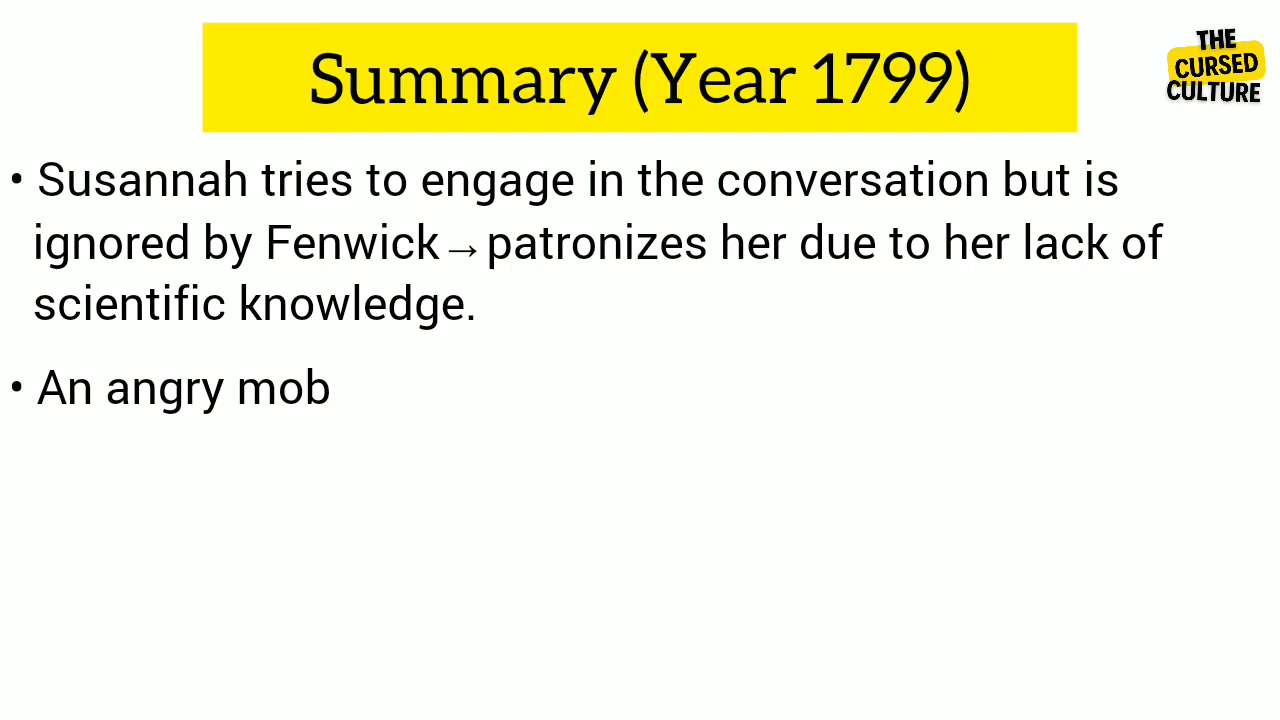 Summary (Year 1799)
THE
CURSED
CULTURE
• Susannah tries to engage in the conversation but is
ignored by Fenwick→patronizes her due to her lack of
scientific knowledge.
• An angry mob